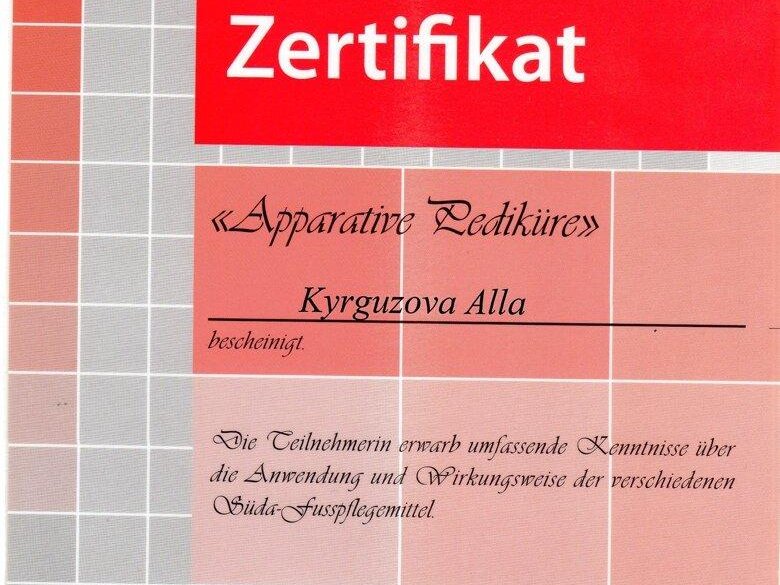 Zertifikat
«Apparative Pediküre»
Kyrguzova Alla
bescheinigt.
Die Teilnehmerin erwarb umfassende Kenntnisse über
die Anwendung und Wirkungsweise der verschiedenen
Süda-Fusspflegemittel.